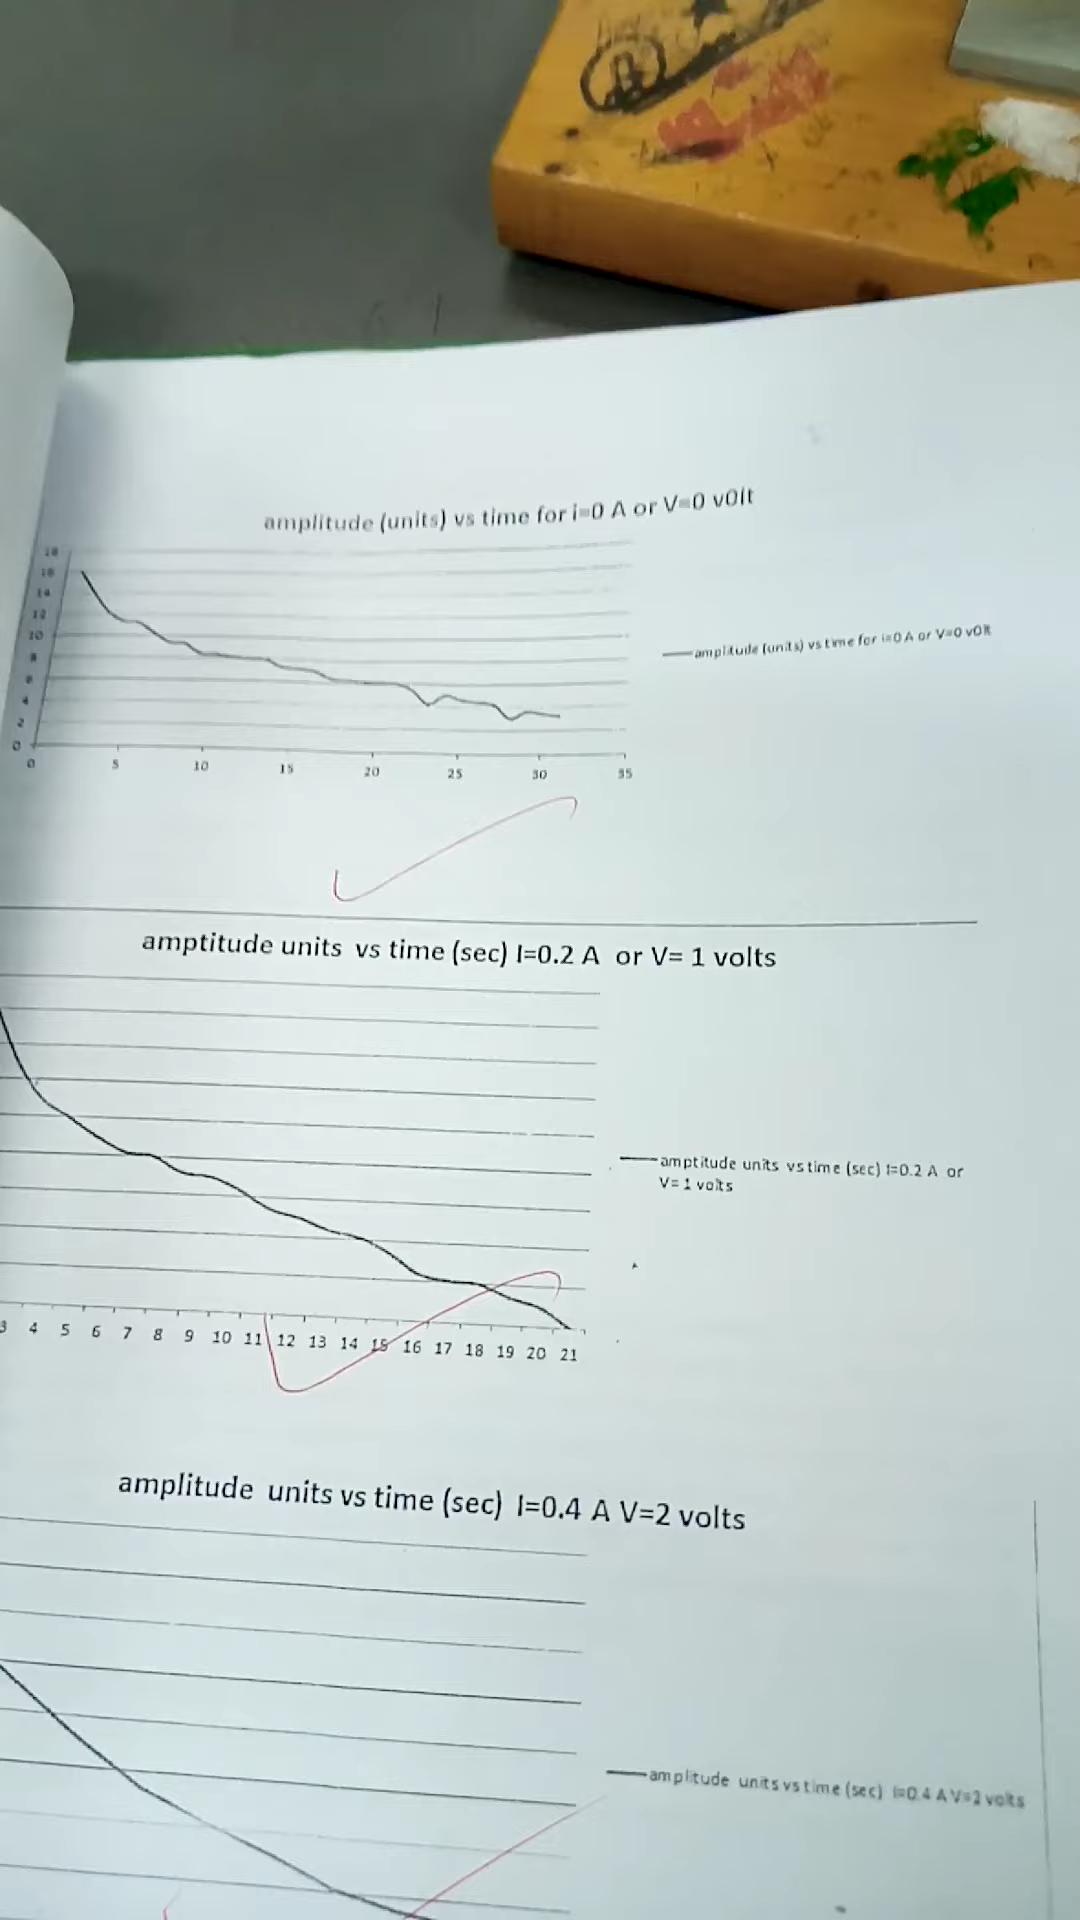 amplitude (units) vs time for i=0 A or V=0 v0lt
18
16
14
12
10
8
6
4
2
0
0 5 10 15 20 25 30 35
amplitude (units) vs time for i=0 A or V=0 v0lt
amptitude units vs time (sec) I=0.2 A or V= 1 volts
3 4 5 6 7 8 9 10 11 12 13 14 15 16 17 18 19 20 21
amptitude units vs time (sec) I=0.2 A or
V= 1 volts
amplitude units vs time (sec) I=0.4 A V=2 volts
amplitude units vs time (sec) I=0.4 A V=2 volts